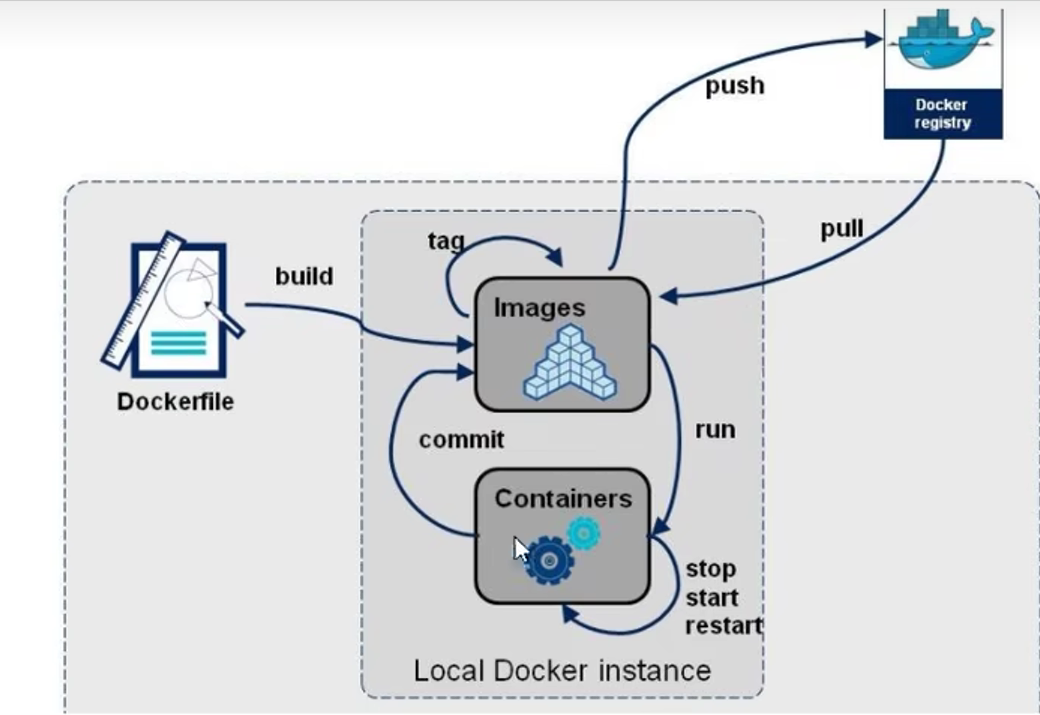 Docker
registry
push
pull
tag
build
Images
Dockerfile
commit
run
Containers
stop
start
restart
Local Docker instance